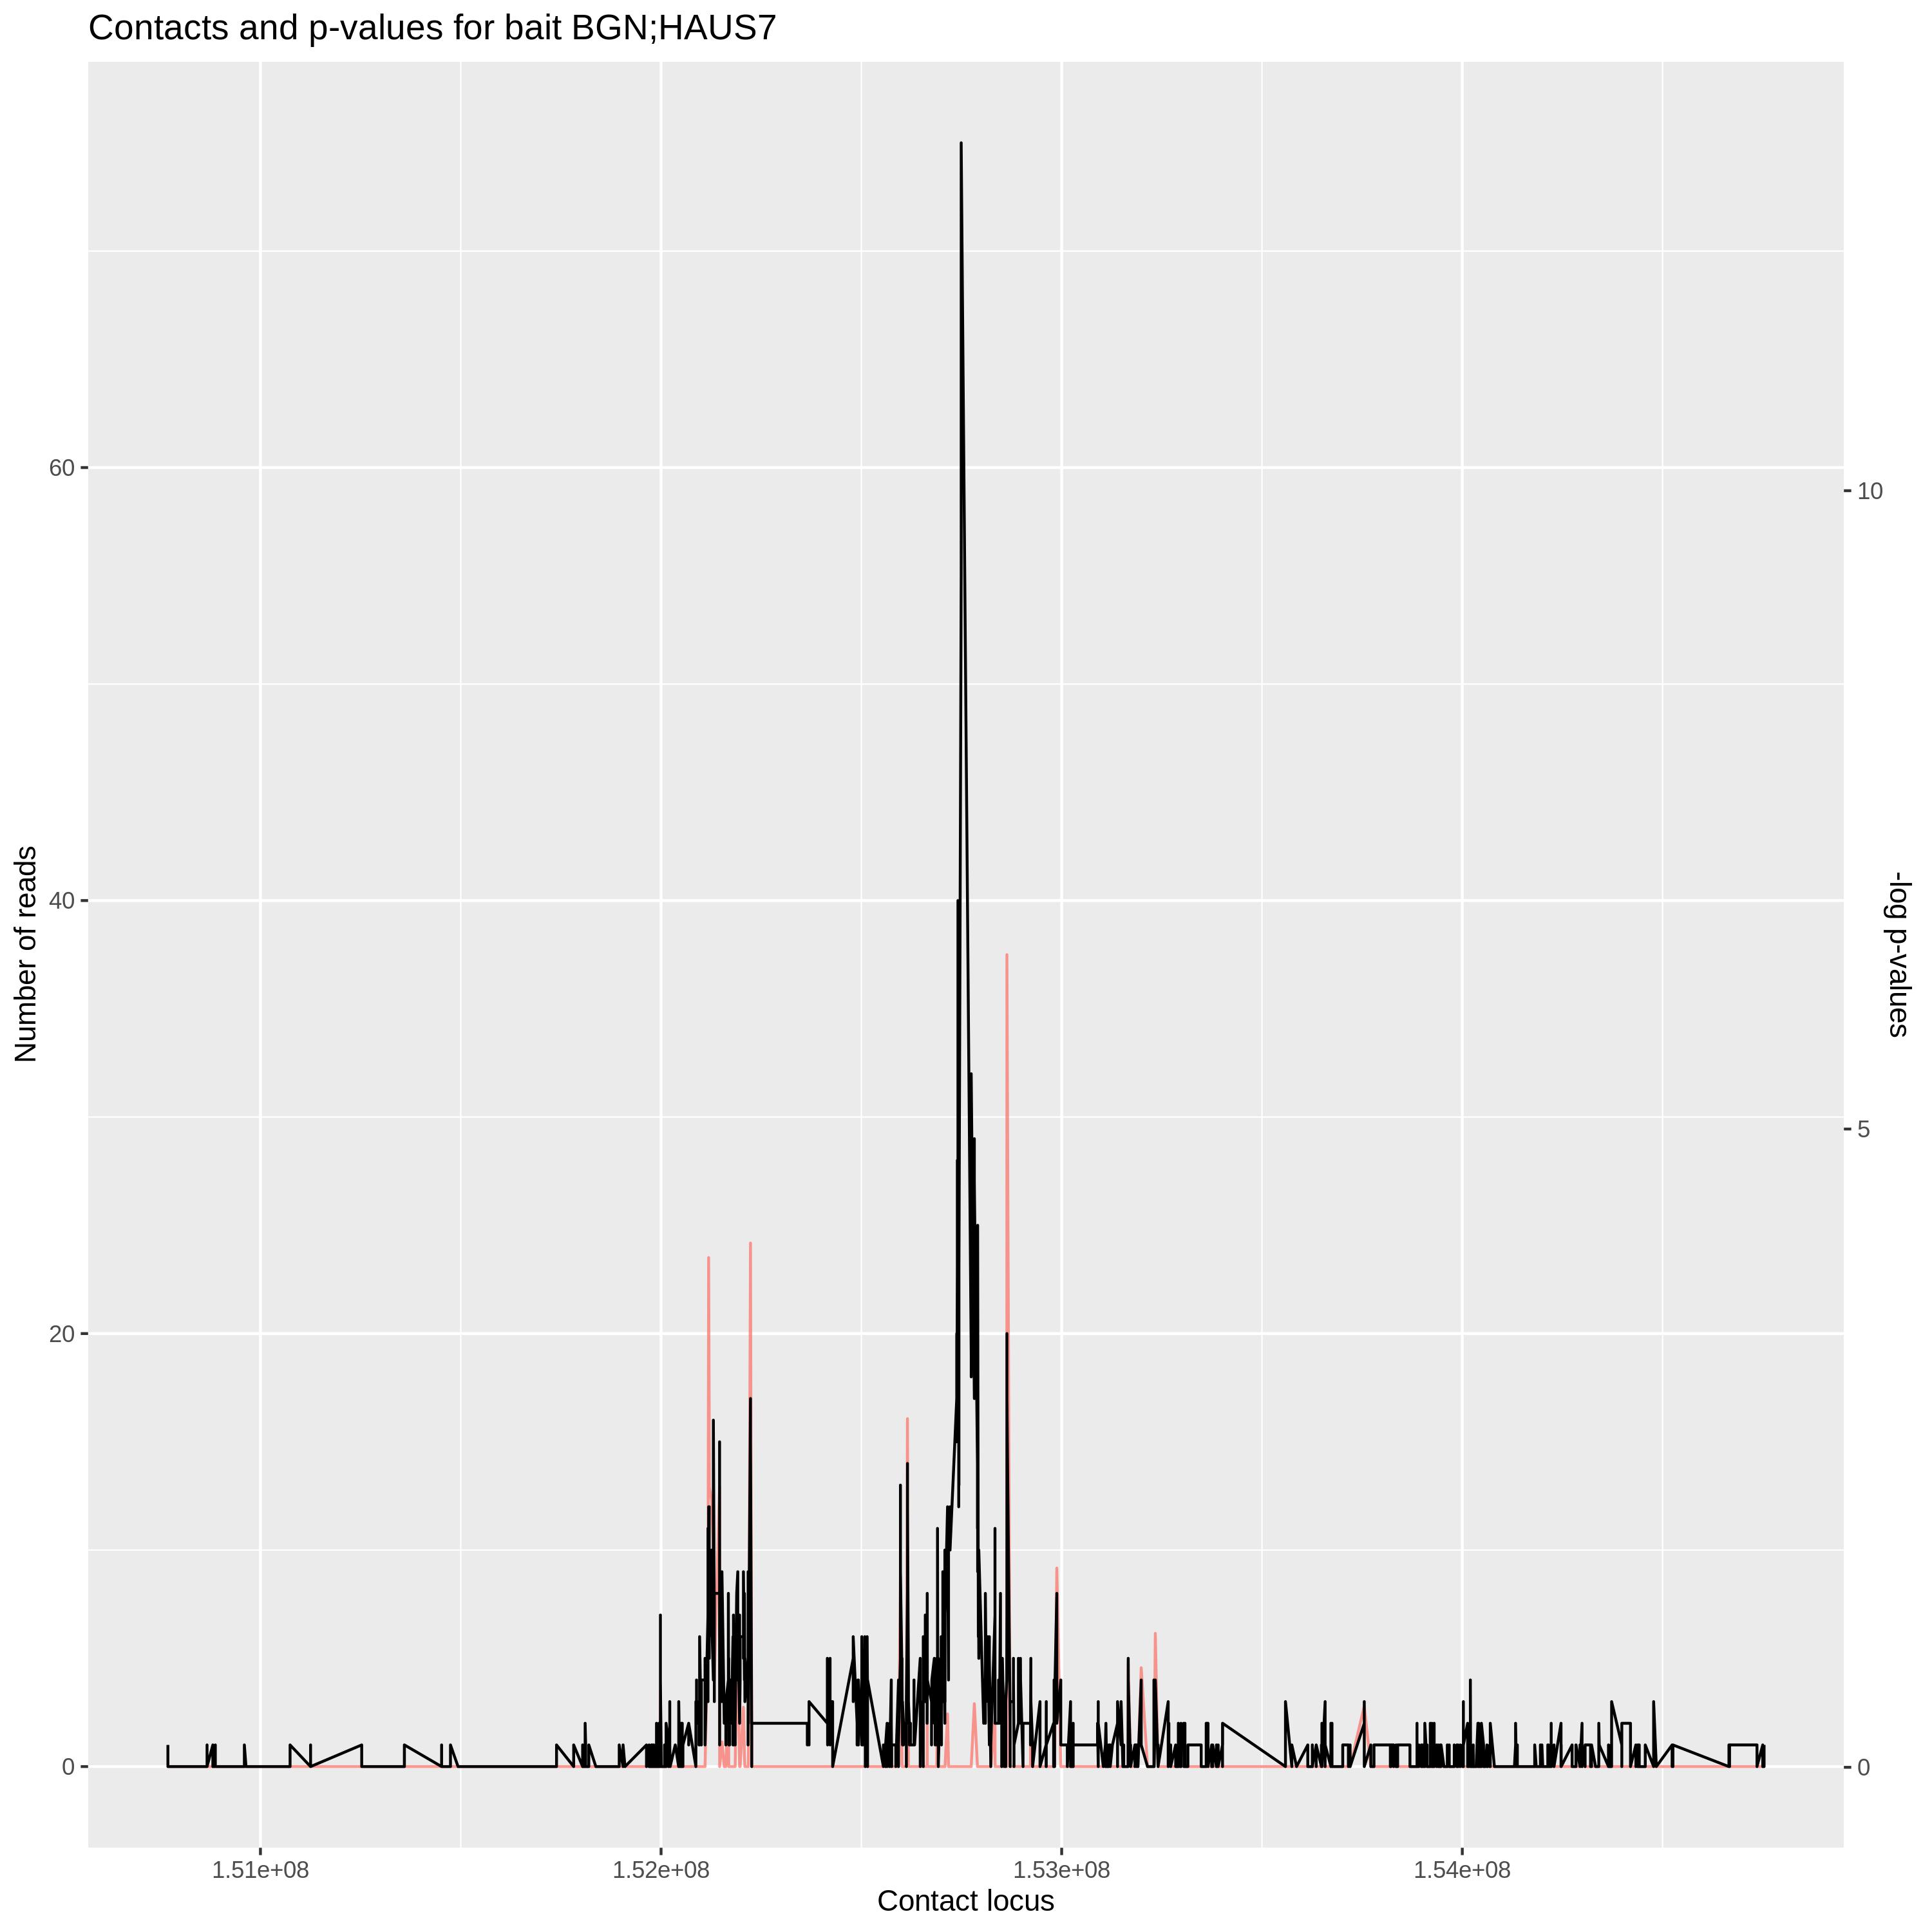 Contacts and p-values for bait BGN;HAUS7
Number of reads
60
40
20
0
10
5
0
-log p-values
1.51e+08 1.52e+08 1.53e+08 1.54e+08
Contact locus